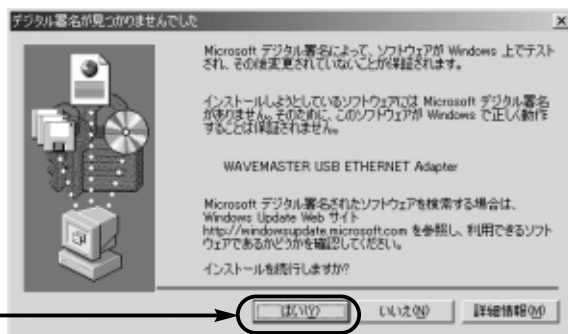 デジタル署名が見つかりませんでした
Microsoft デジタル署名によって、ソフトウェアが Windows 上でテスト
され、その後変更されていないことが保証されます。
インストールしようとしているソフトウェアには Microsoft デジタル署名
がありません。そのために、このソフトウェアが Windows で正しく動作
することは保証されません。
WAVEMASTER USB ETHERNET Adapter
Microsoft デジタル署名されたソフトウェアを検索する場合は、
Windows Update Web サイト
http://windowsupdate.microsoft.com を参照し、利用できるソフト
ウェアであるかどうかを確認してください。
インストールを続行しますか?
はい(Y) いいえ(N) 詳細情報(M)